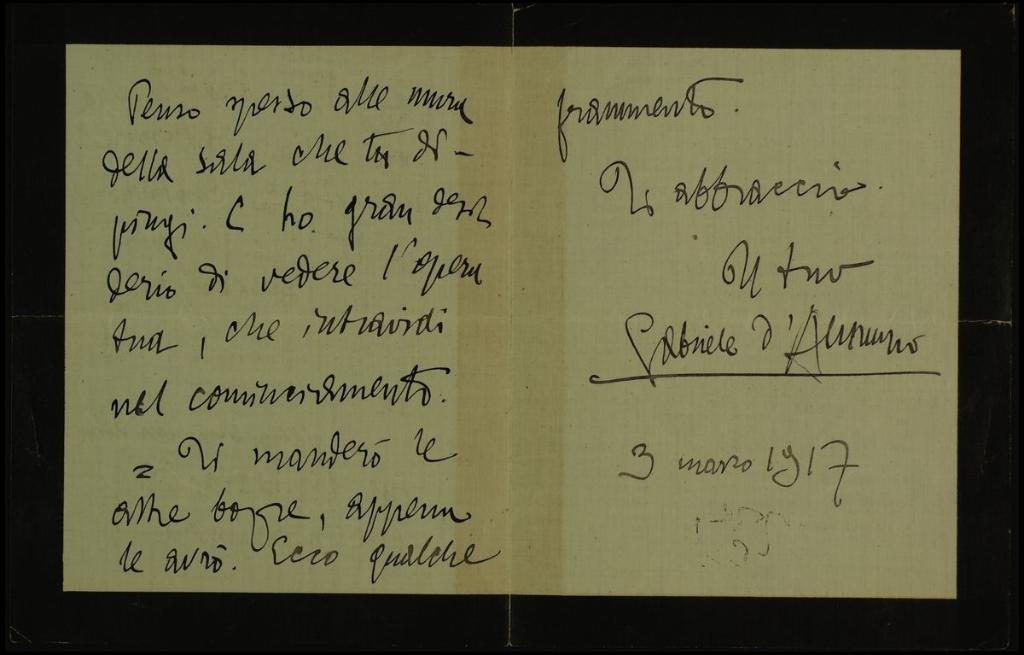 Penso spesso alle mura
della sala che tu di-
pingi. E ho gran desi
derio di vedere l'opera
tua, che intravidi
nel cominciamento.
= Ti manderò le
altre bozze, appena
le avrò. Ecco qualche
frammento.
Ti abbraccio.
Il tuo
Gabriele d'Annunzio
3 marzo 1917